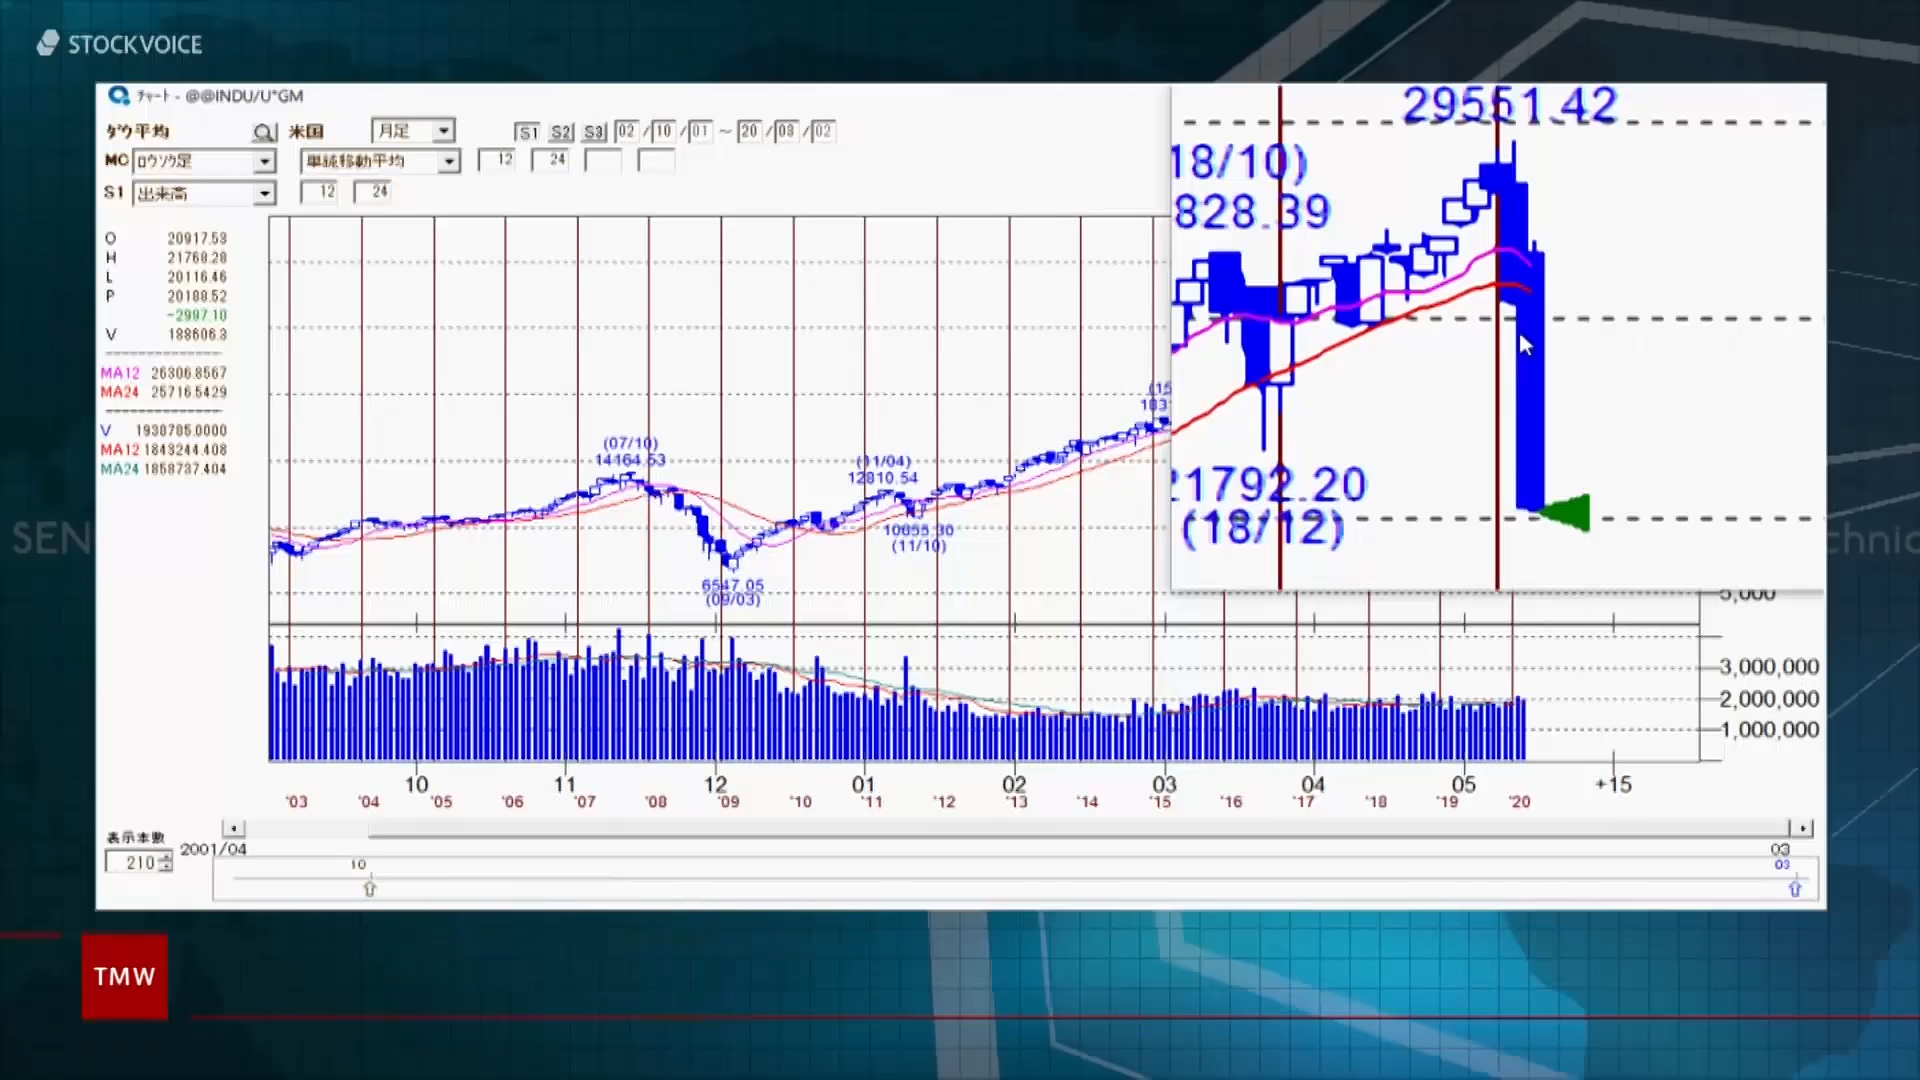 STOCKVOICE
チャート - @@INDU/U*GM
ダウ平均 米国 月足 S1 S2 S3 02/10/01 ～ 20/03/02
MC ロウソク足 単純移動平均 12 24
S1 出来高 12 24
O 20917.53
H 21768.28
L 20116.46
P 20188.52
-2997.10
V 188606.3
MA12 26306.8567
MA24 25716.5429
V 1938785.0000
MA12 1843244.408
MA24 1858737.404
29551.42
18/10)
828.39
21792.20
(18/12)
(15
183
(07/10)
14164.53
(11/04)
12810.54
10655.30
(11/10)
6547.05
(09/03)
5,000
3,000,000
2,000,000
1,000,000
10 11 12 01 02 03 04 05 +15
'03 '04 '05 '06 '07 '08 '09 '10 '11 '12 '13 '14 '15 '16 '17 '18 '19 '20
表示本数
210
2001/04 03
10 03
SEN
chnic
TMW